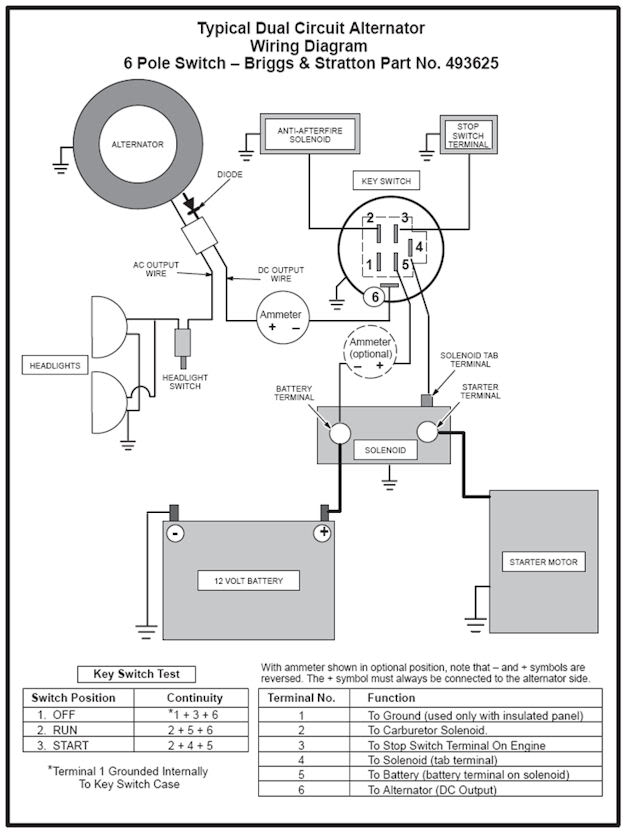 Typical Dual Circuit Alternator
Wiring Diagram
6 Pole Switch – Briggs & Stratton Part No. 493625
ALTERNATOR
ANTI-AFTERFIRE
SOLENOID
STOP
SWITCH
TERMINAL
DIODE
KEY SWITCH
2
3
4
1
5
6
AC OUTPUT
WIRE
DC OUTPUT
WIRE
Ammeter
+ –
Ammeter
(optional)
– +
HEADLIGHTS
HEADLIGHT
SWITCH
BATTERY
TERMINAL
SOLENOID TAB
TERMINAL
STARTER
TERMINAL
SOLENOID
-
+
12 VOLT BATTERY
STARTER MOTOR
With ammeter shown in optional position, note that – and + symbols are
reversed. The + symbol must always be connected to the alternator side.
Key Switch Test
Switch Position Continuity
1. OFF *1 + 3 + 6
2. RUN 2 + 5 + 6
3. START 2 + 4 + 5
*Terminal 1 Grounded Internally
To Key Switch Case
Terminal No. Function
1 To Ground (used only with insulated panel)
2 To Carburetor Solenoid.
3 To Stop Switch Terminal On Engine
4 To Solenoid (tab terminal)
5 To Battery (battery terminal on solenoid)
6 To Alternator (DC Output)